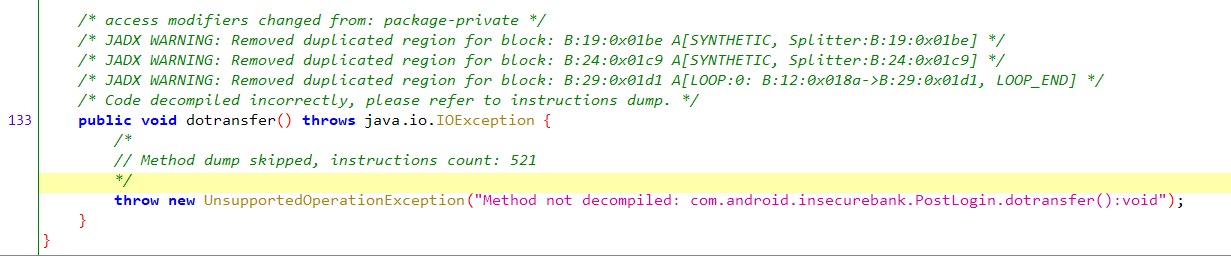 /* access modifiers changed from: package-private */
/* JADX WARNING: Removed duplicated region for block: B:19:0x01be A[SYNTHETIC, Splitter:B:19:0x01be] */
/* JADX WARNING: Removed duplicated region for block: B:24:0x01c9 A[SYNTHETIC, Splitter:B:24:0x01c9] */
/* JADX WARNING: Removed duplicated region for block: B:29:0x01d1 A[LOOP:0: B:12:0x018a->B:29:0x01d1, LOOP_END] */
/* Code decompiled incorrectly, please refer to instructions dump. */
133 public void dotransfer() throws java.io.IOException {
/*
// Method dump skipped, instructions count: 521
*/
throw new UnsupportedOperationException("Method not decompiled: com.android.insecurebank.PostLogin.dotransfer():void");
}
}